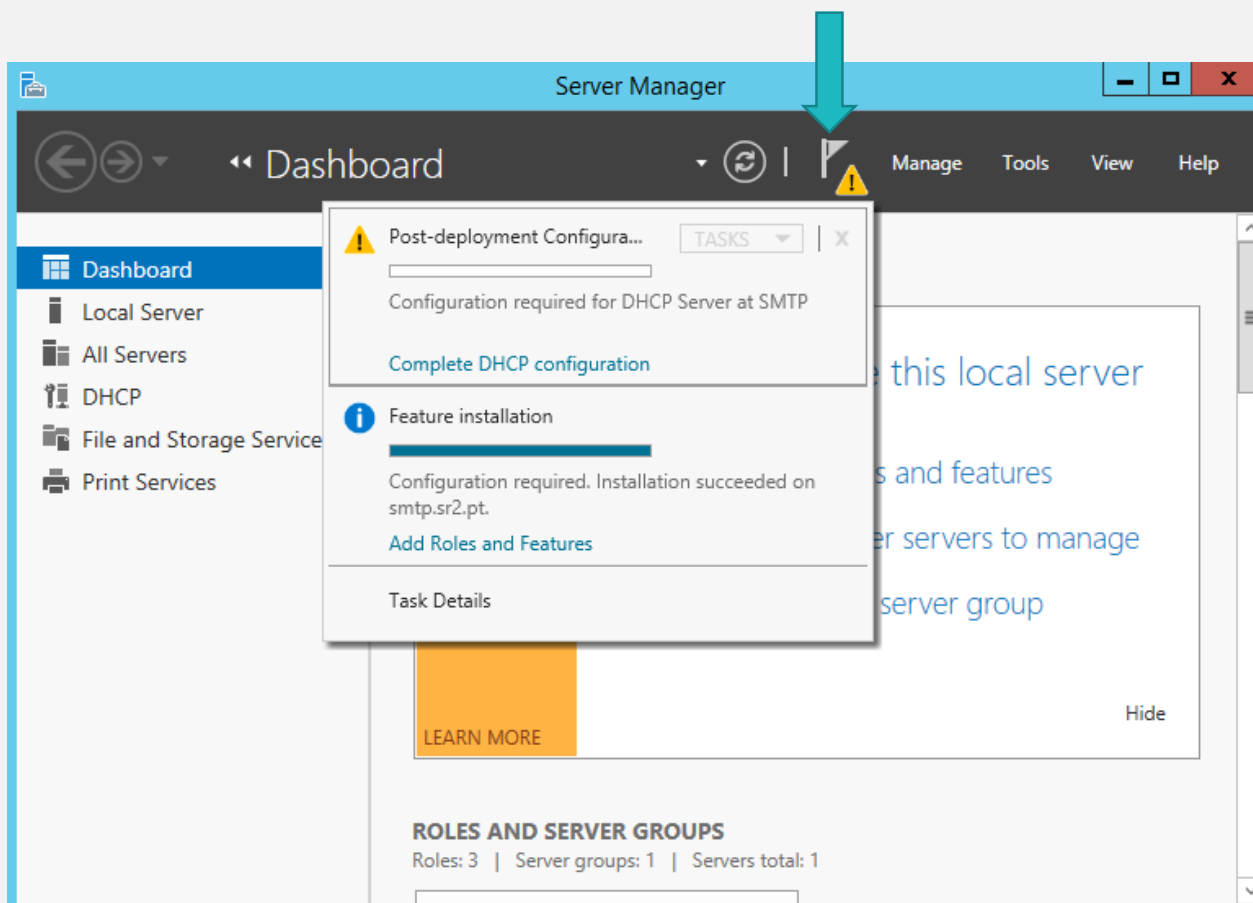 Server Manager
Dashboard
Manage Tools View Help
Post-deployment Configura...
TASKS
X
Configuration required for DHCP Server at SMTP
Complete DHCP configuration
Feature installation
Configuration required. Installation succeeded on
smtp.sr2.pt.
Add Roles and Features
Task Details
Dashboard
Local Server
All Servers
DHCP
File and Storage Service
Print Services
this local server
s and features
er servers to manage
server group
Hide
LEARN MORE
ROLES AND SERVER GROUPS
Roles: 3 | Server groups: 1 | Servers total: 1